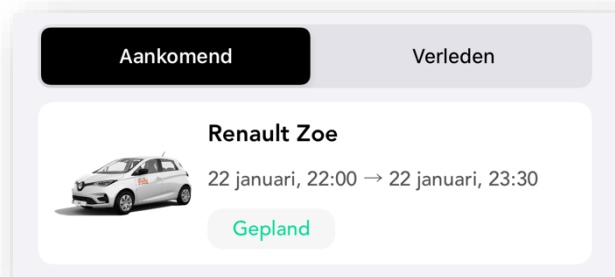 Aankomend
Verleden
Renault Zoe
22 januari, 22:00 → 22 januari, 23:30
Gepland